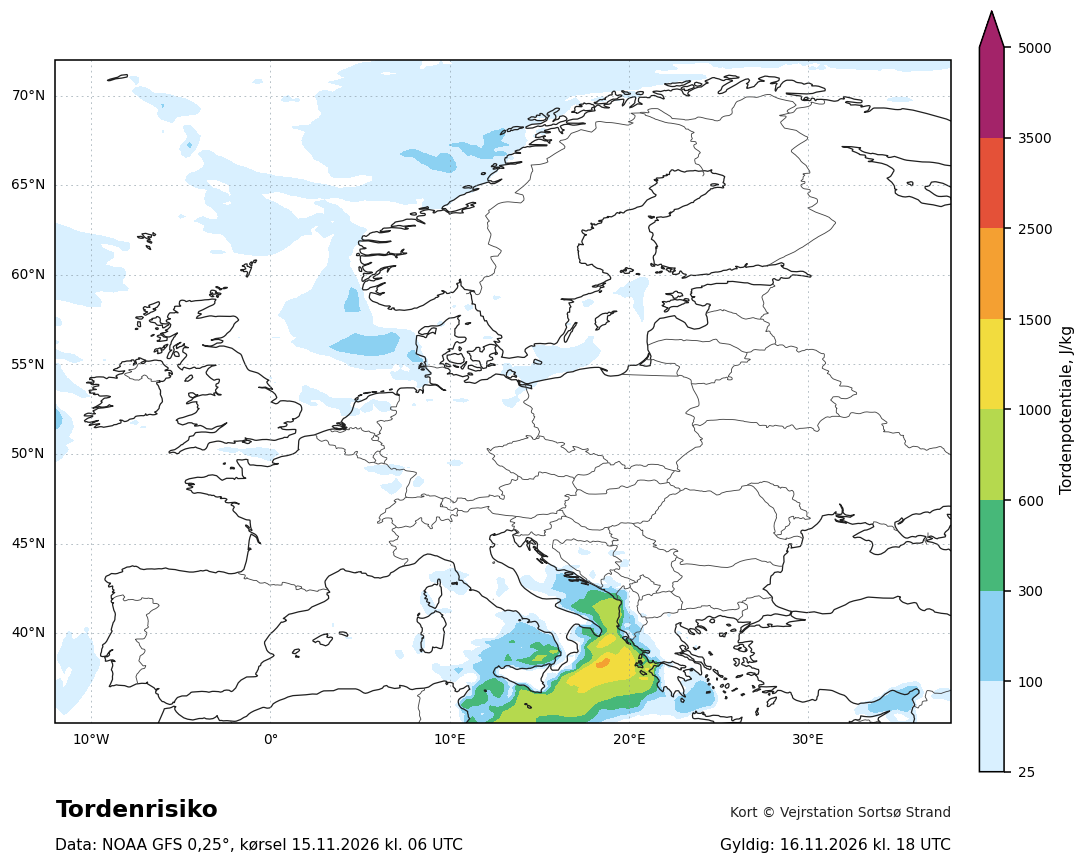 5000
3500
2500
1500
1000
600
300
100
25
Tordenpotentiale, J/kg
70°N
65°N
60°N
55°N
50°N
45°N
40°N
10°W
0°
10°E
20°E
30°E
Tordenrisiko
Kort © Vejrstation Sortsø Strand
Data: NOAA GFS 0,25°, kørsel 15.11.2026 kl. 06 UTC
Gyldig: 16.11.2026 kl. 18 UTC